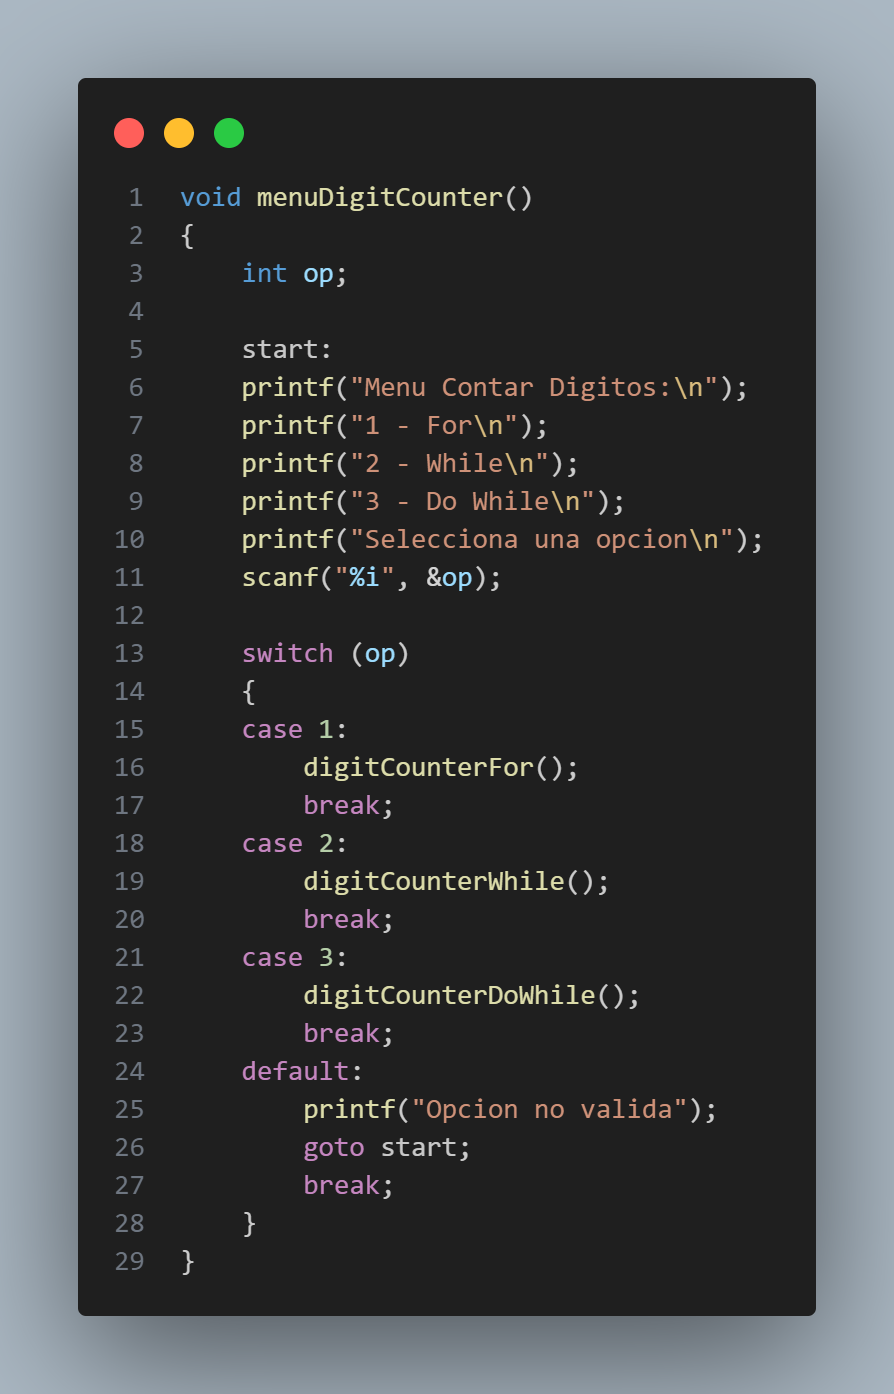 1 void menuDigitCounter()
2 {
3     int op;
4
5     start:
6     printf("Menu Contar Digitos:\n");
7     printf("1 - For\n");
8     printf("2 - While\n");
9     printf("3 - Do While\n");
10     printf("Selecciona una opcion\n");
11     scanf("%i", &op);
12
13     switch (op)
14     {
15     case 1:
16         digitCounterFor();
17         break;
18     case 2:
19         digitCounterWhile();
20         break;
21     case 3:
22         digitCounterDoWhile();
23         break;
24     default:
25         printf("Opcion no valida");
26         goto start;
27         break;
28     }
29 }